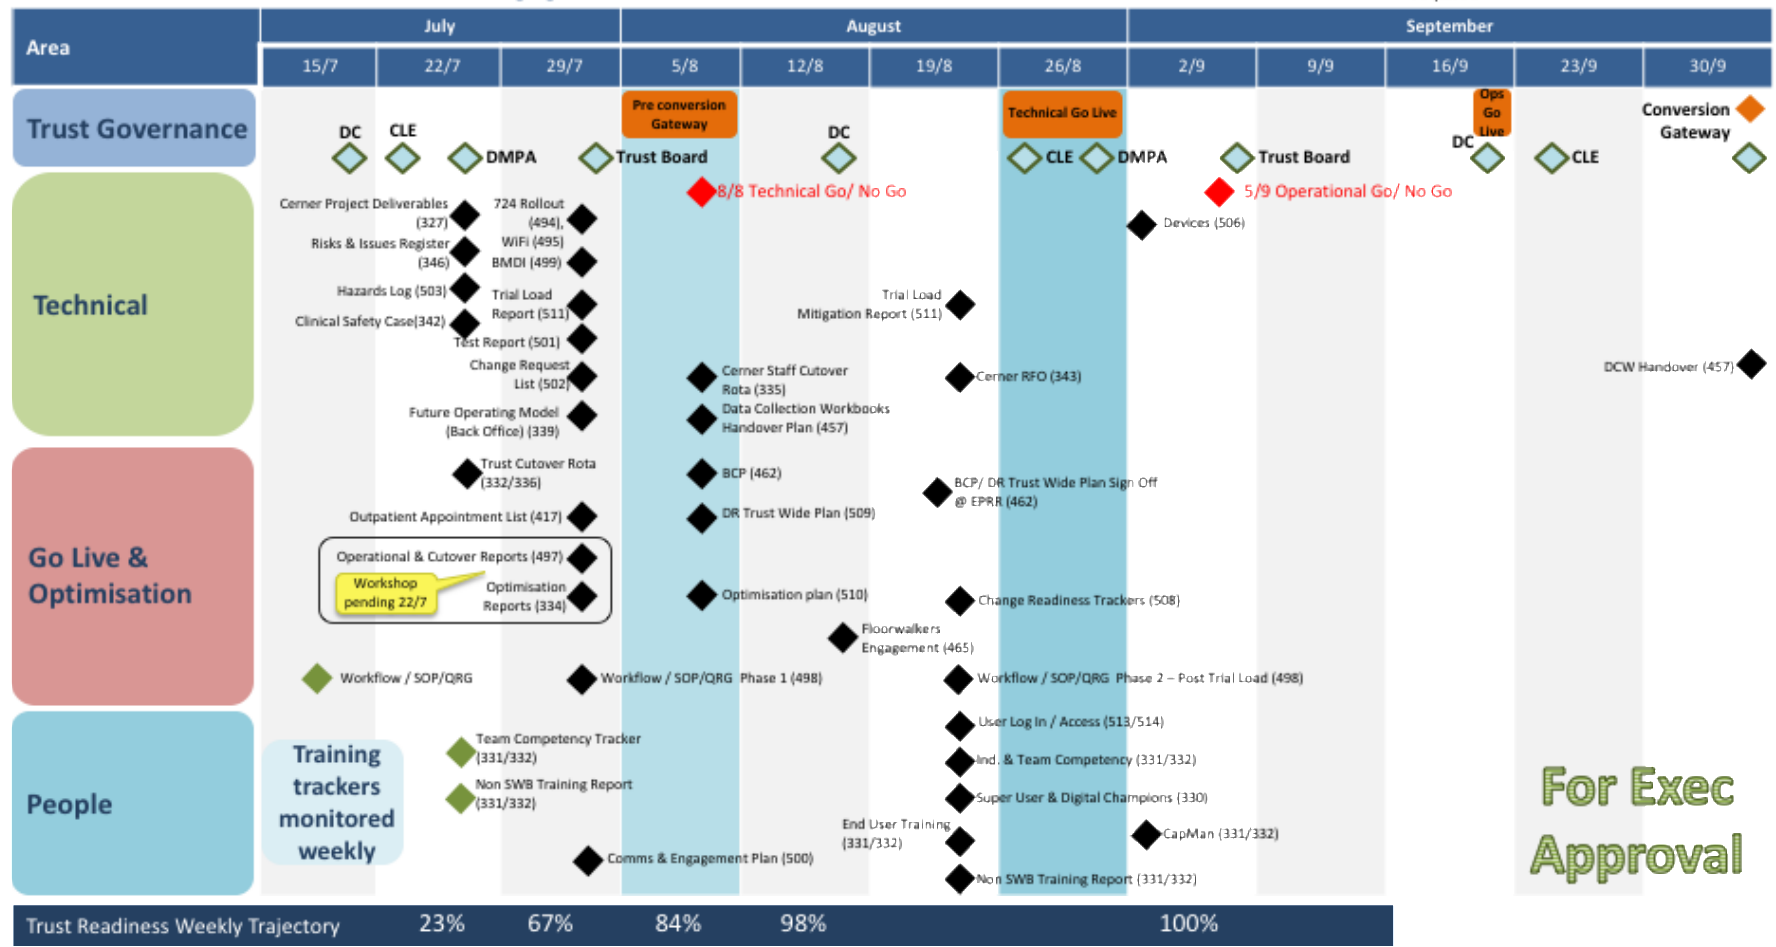 Area
July
August
September
15/7
22/7
29/7
5/8
12/8
19/8
26/8
2/9
9/9
16/9
23/9
30/9
Trust Governance
DC
CLE
DMPA
Trust Board
Pre conversion
Gateway
DC
Technical Go Live
CLE
DMPA
Trust Board
Ops
Go
Live
DC
CLE
Conversion
Gateway
Technical
8/8 Technical Go/ No Go
5/9 Operational Go/ No Go
Cerner Project Deliverables
(327)
Risks & Issues Register
(346)
Hazards Log (503)
Clinical Safety Case(342)
724 Rollout
(494),
WiFi (495)
BMDI (499)
Trial Load
Report (511)
Test Report (501)
Change Request
List (502)
Future Operating Model
(Back Office) (339)
Cerner Staff Cutover
Rota (335)
Data Collection Workbooks
Handover Plan (457)
Trial Load
Mitigation Report (511)
Cerner RFO (343)
Devices (506)
DCW Handover (457)
Go Live &
Optimisation
Trust Cutover Rota
(332/336)
Outpatient Appointment List (417)
Operational & Cutover Reports (497)
Workshop
pending 22/7
Optimisation
Reports (334)
Workflow / SOP/QRG
Workflow / SOP/QRG Phase 1 (498)
BCP (462)
DR Trust Wide Plan (509)
Optimisation plan (510)
BCP/ DR Trust Wide Plan Sign Off
@ EPRR (462)
Change Readiness Trackers (508)
Floorwalkers
Engagement (465)
Workflow / SOP/QRG Phase 2 – Post Trial Load (498)
People
Training
trackers
monitored
weekly
Team Competency Tracker
(331/332)
Non SWB Training Report
(331/332)
Comms & Engagement Plan (500)
User Log In / Access (513/514)
Ind. & Team Competency (331/332)
Super User & Digital Champions (330)
End User Training
(331/332)
Non SWB Training Report (331/332)
CapMan (331/332)
For Exec
Approval
Trust Readiness Weekly Trajectory
23%
67%
84%
98%
100%